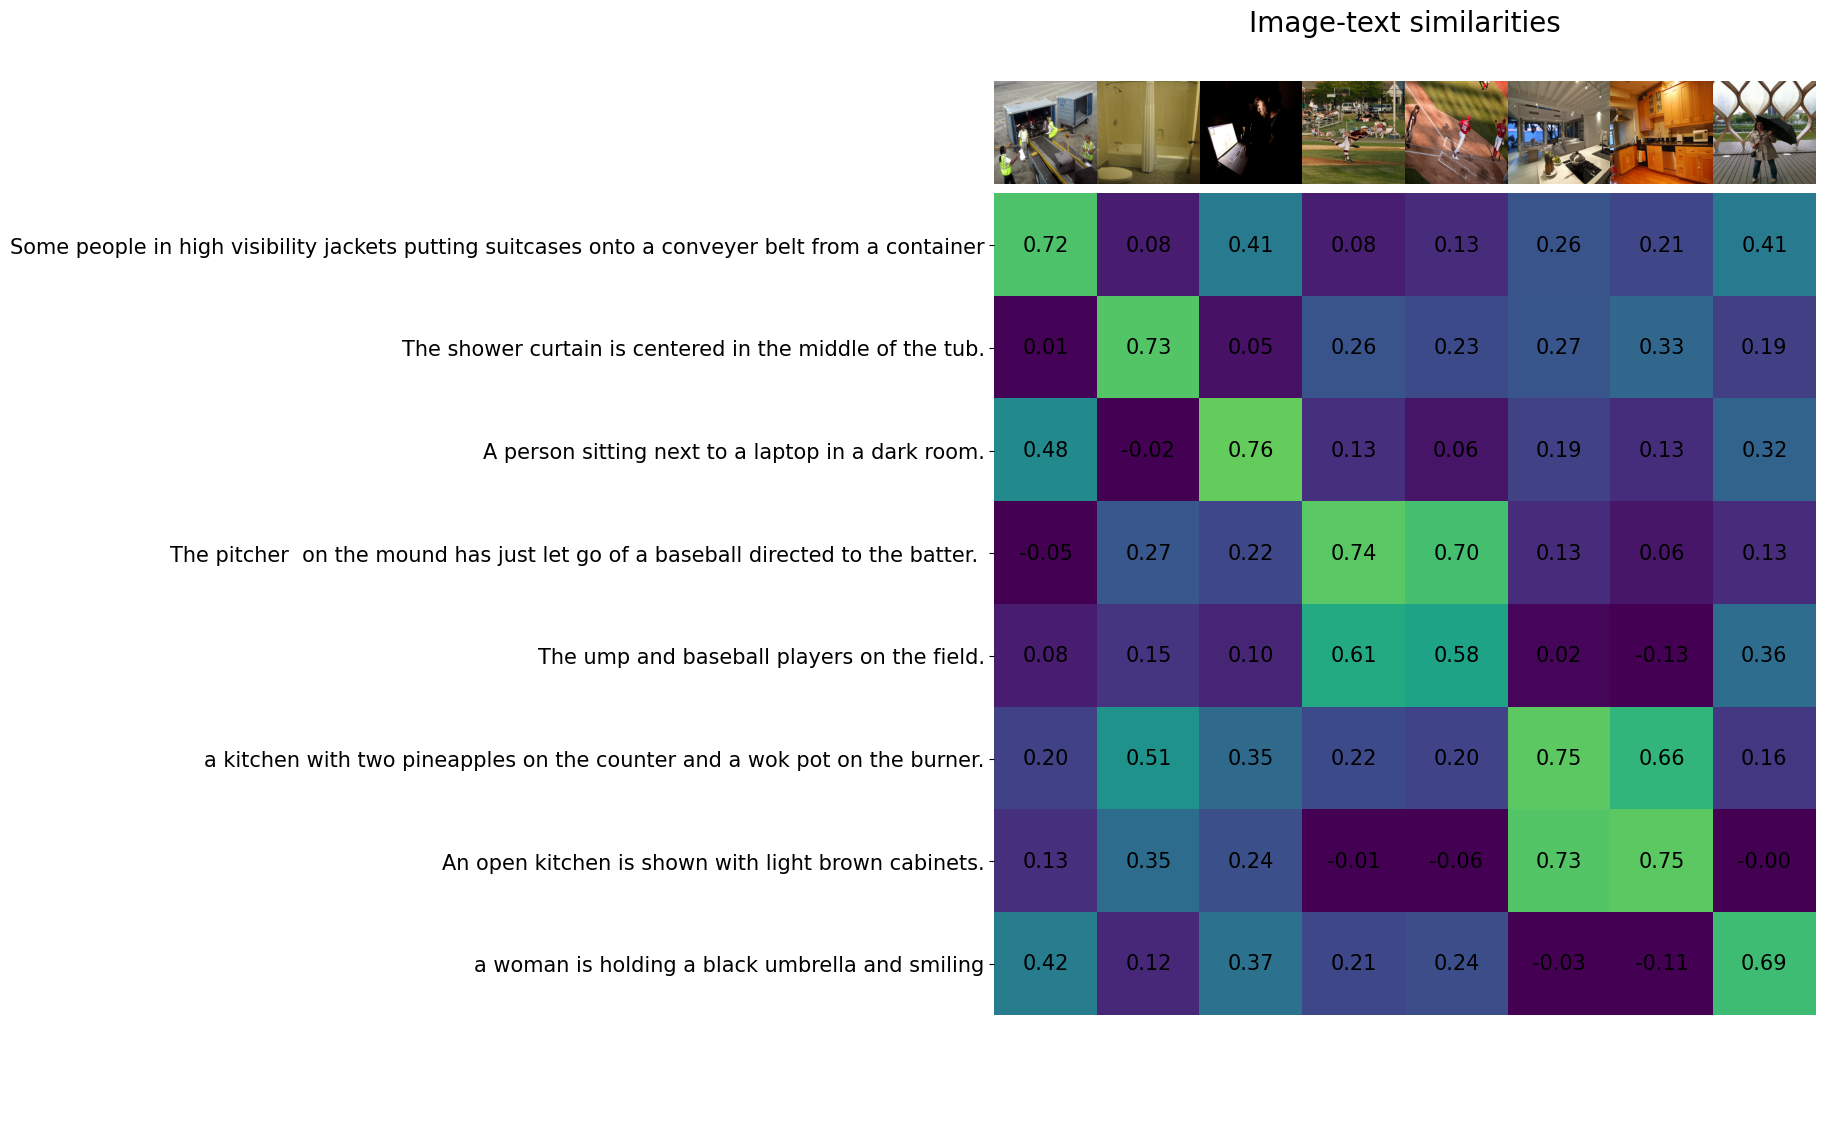 Image-text similarities
Some people in high visibility jackets putting suitcases onto a conveyer belt from a container 0.72 0.08 0.41 0.08 0.13 0.26 0.21 0.41
The shower curtain is centered in the middle of the tub. 0.01 0.73 0.05 0.26 0.23 0.27 0.33 0.19
A person sitting next to a laptop in a dark room. 0.48 -0.02 0.76 0.13 0.06 0.19 0.13 0.32
The pitcher  on the mound has just let go of a baseball directed to the batter. -0.05 0.27 0.22 0.74 0.70 0.13 0.06 0.13
The ump and baseball players on the field. 0.08 0.15 0.10 0.61 0.58 0.02 -0.13 0.36
a kitchen with two pineapples on the counter and a wok pot on the burner. 0.20 0.51 0.35 0.22 0.20 0.75 0.66 0.16
An open kitchen is shown with light brown cabinets. 0.13 0.35 0.24 -0.01 -0.06 0.73 0.75 -0.00
a woman is holding a black umbrella and smiling 0.42 0.12 0.37 0.21 0.24 -0.03 -0.11 0.69